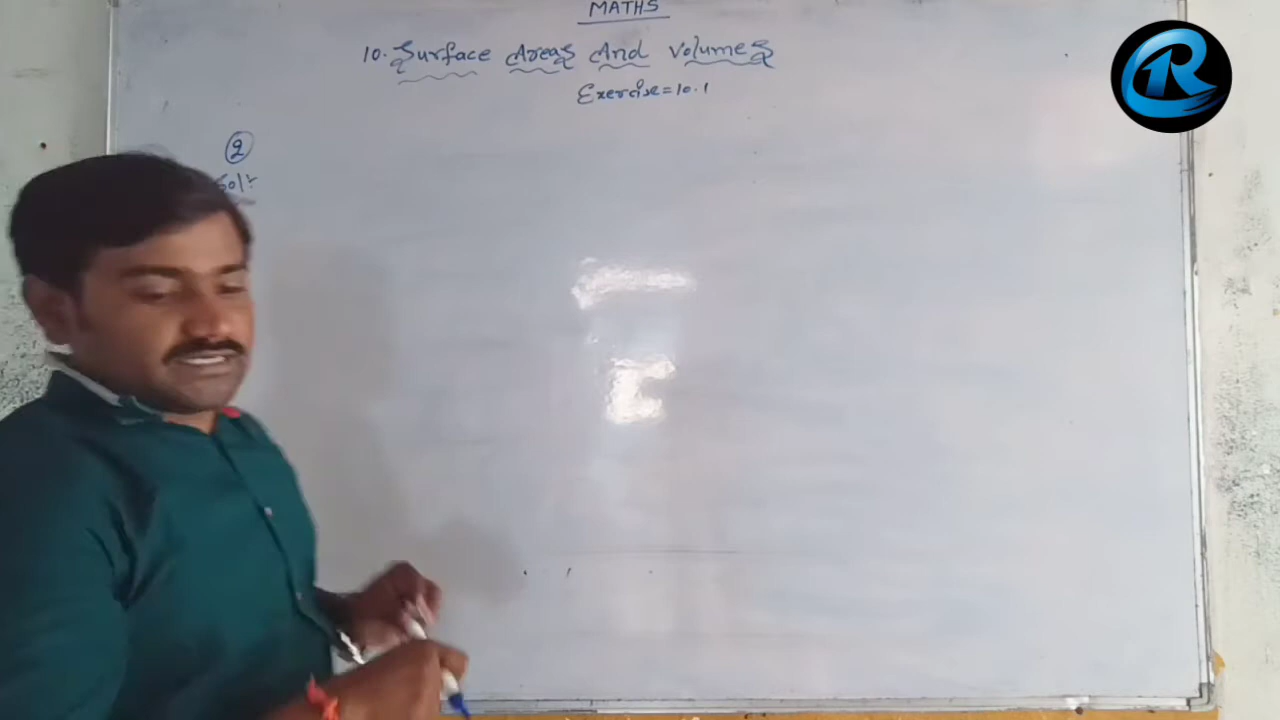 MATHS
10. Surface Areas And Volumes
Exercise = 10.1
2
Sol:-
R